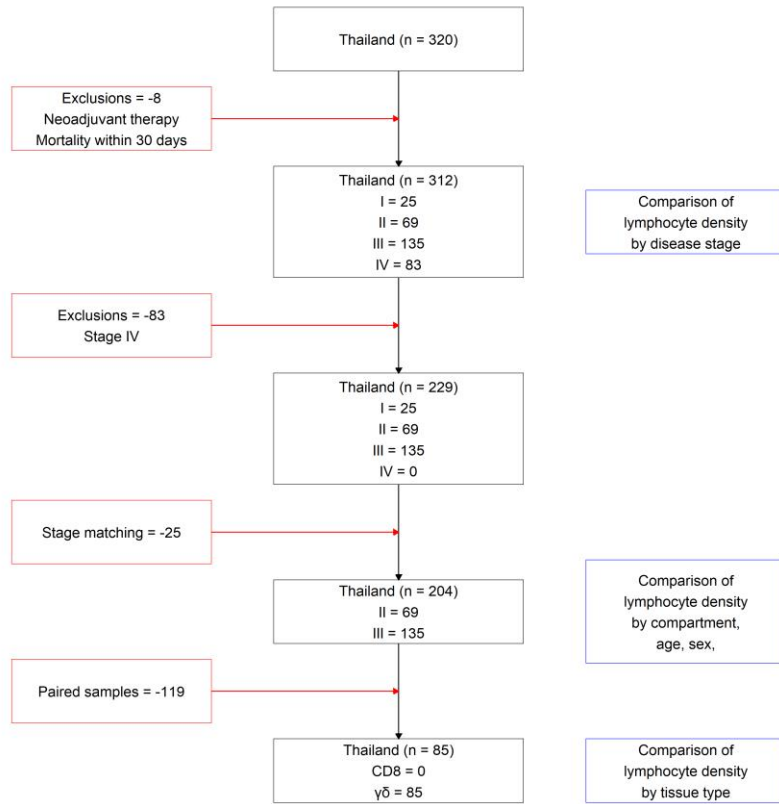 Thailand (n = 320)
Exclusions = -8
Neoadjuvant therapy
Mortality within 30 days
Thailand (n = 312)
I = 25
II = 69
III = 135
IV = 83
Comparison of
lymphocyte density
by disease stage
Exclusions = -83
Stage IV
Thailand (n = 229)
I = 25
II = 69
III = 135
IV = 0
Stage matching = -25
Thailand (n = 204)
II = 69
III = 135
Comparison of
lymphocyte density
by compartment,
age, sex,
Paired samples = -119
Thailand (n = 85)
CD8 = 0
γδ = 85
Comparison of
lymphocyte density
by tissue type